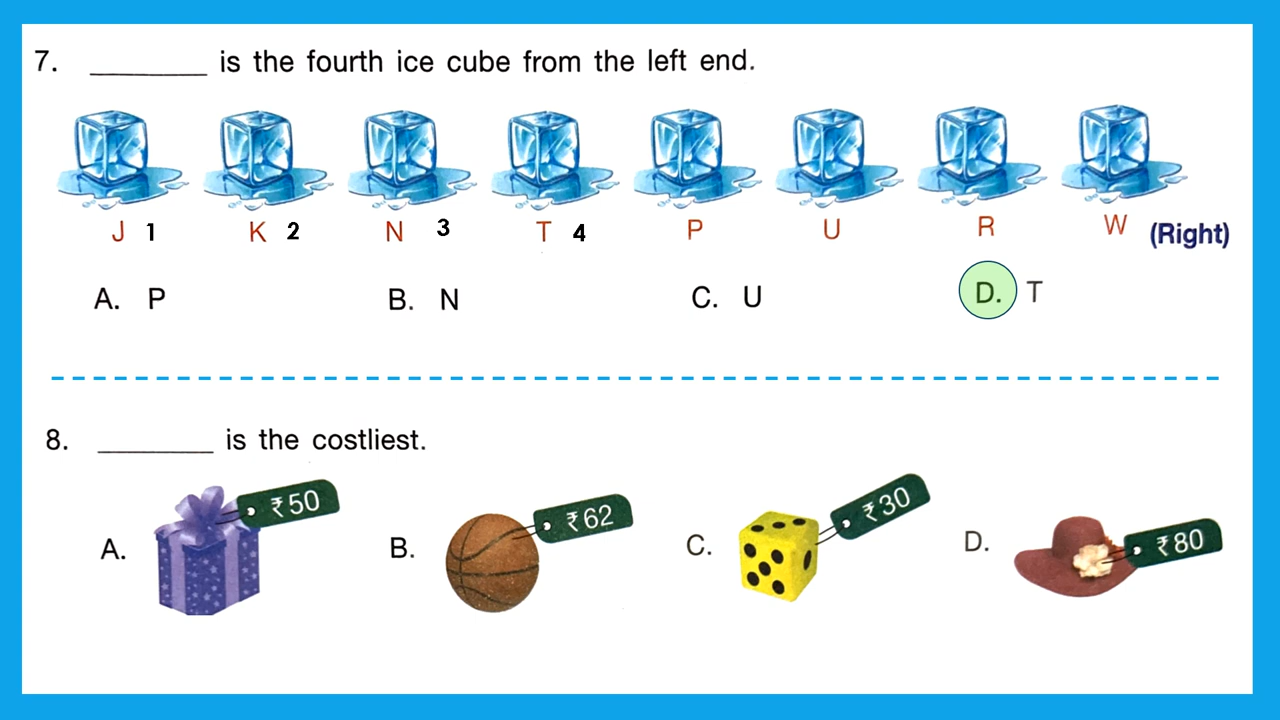 7. ________ is the fourth ice cube from the left end.
J 1 K 2 N 3 T 4 P U R W (Right)
A. P B. N C. U D. T
8. ________ is the costliest.
A. ₹50 B. ₹62 C. ₹30 D. ₹80